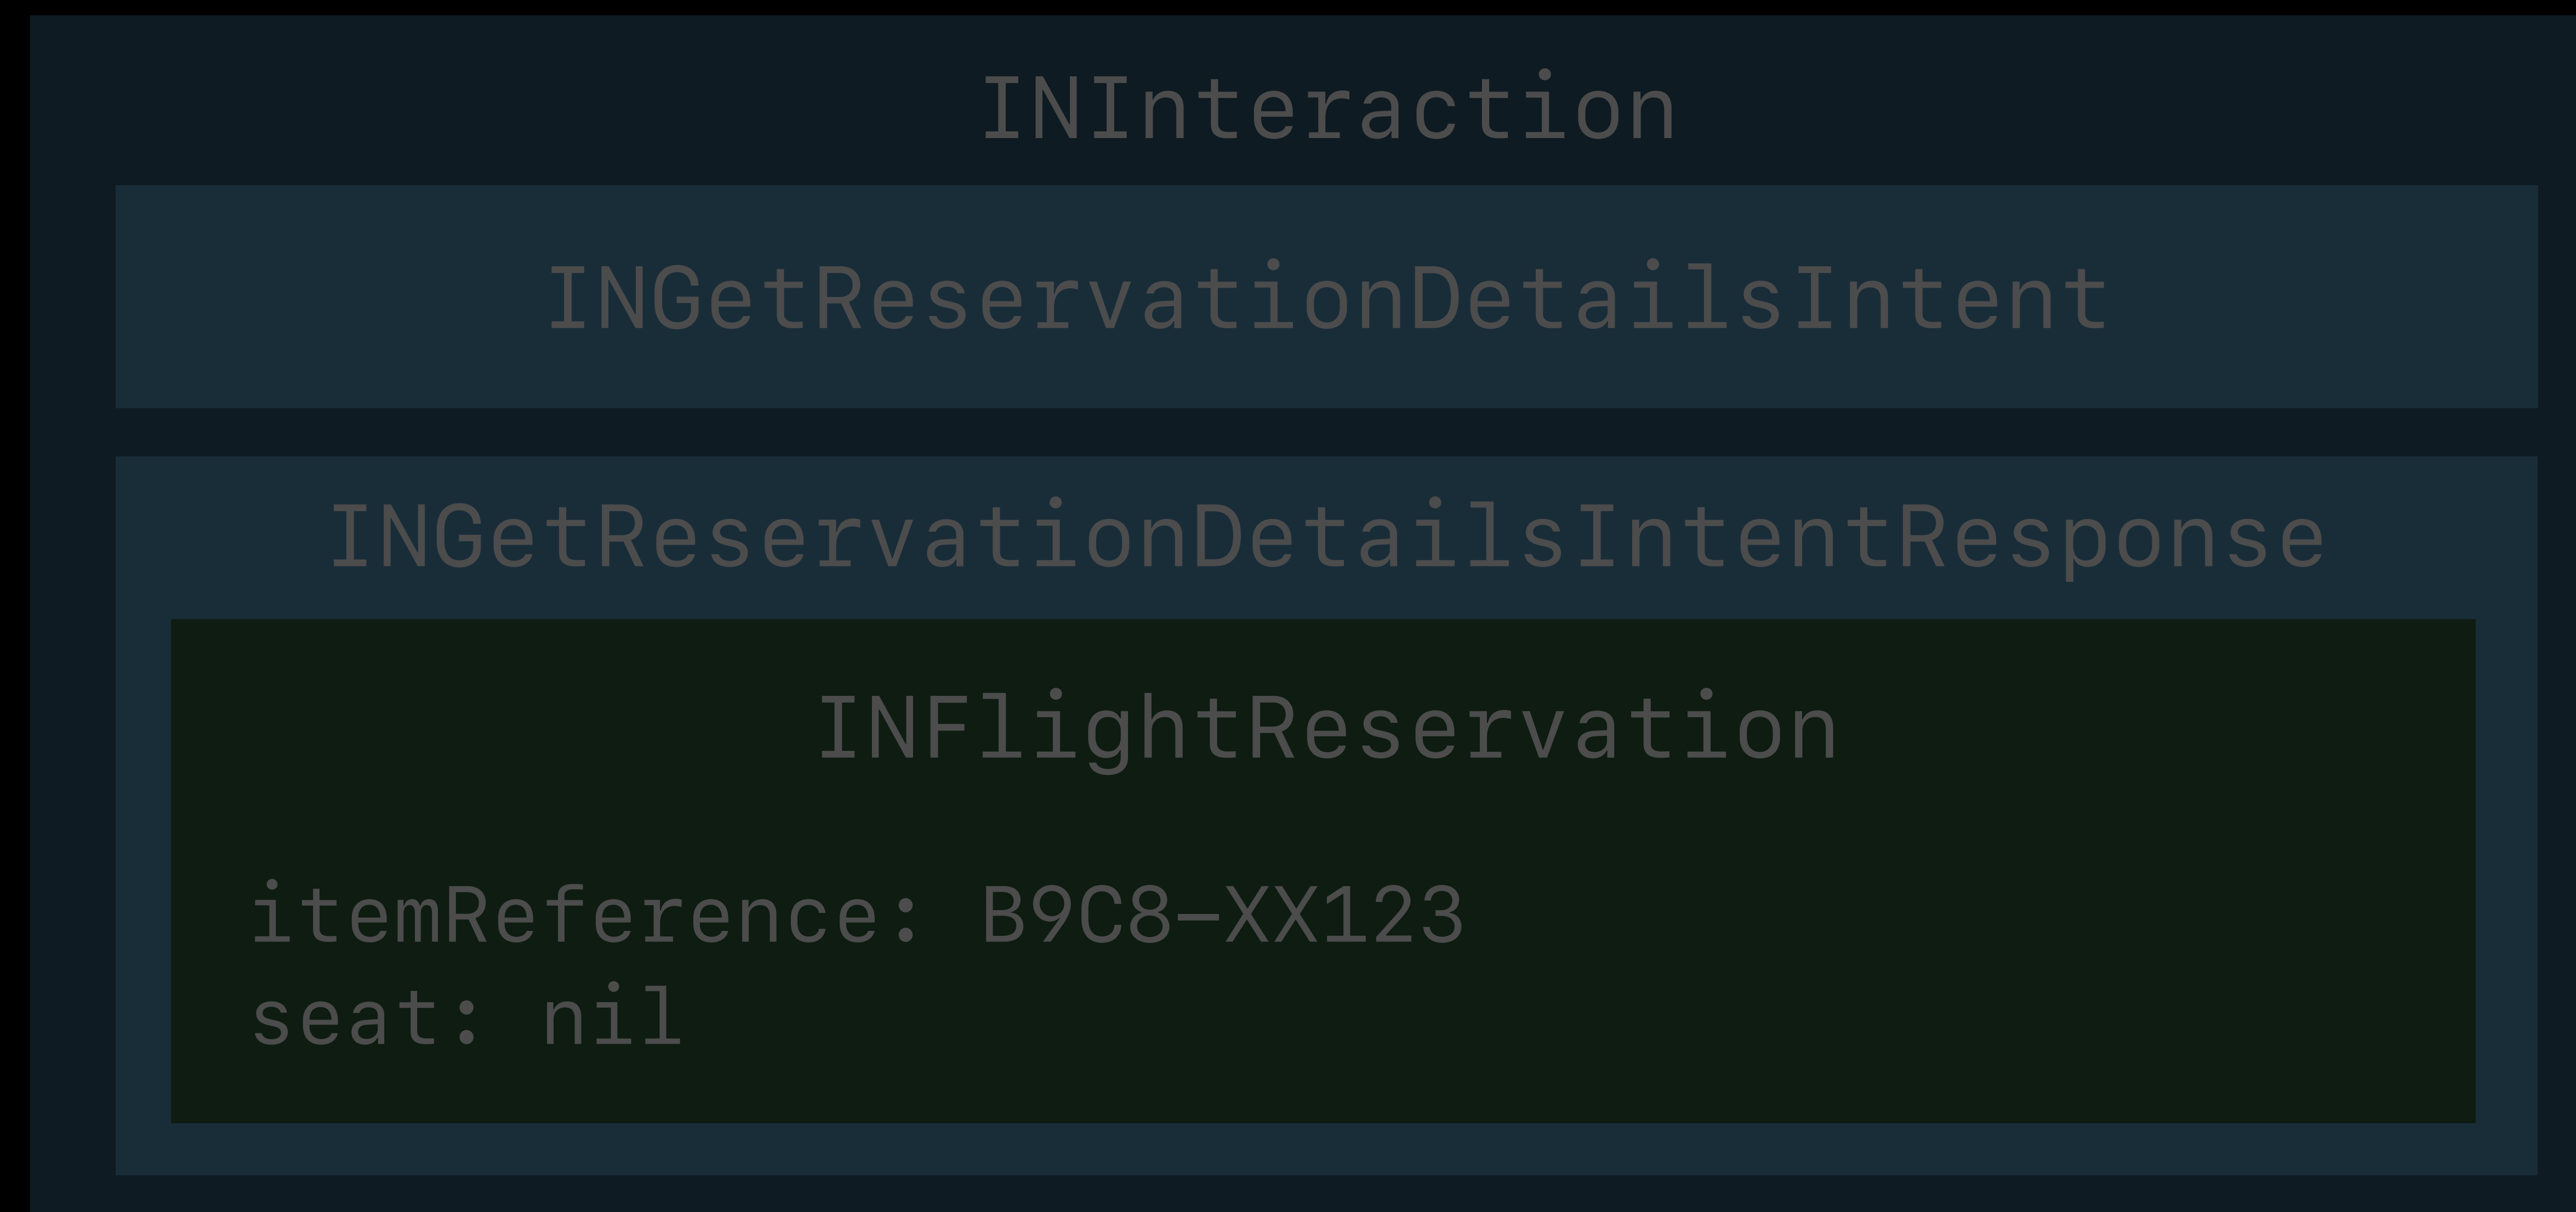 INInteraction
INGetReservationDetailsIntent
INGetReservationDetailsIntentResponse
INFlightReservation
itemReference: B9C8–XX123
seat: nil